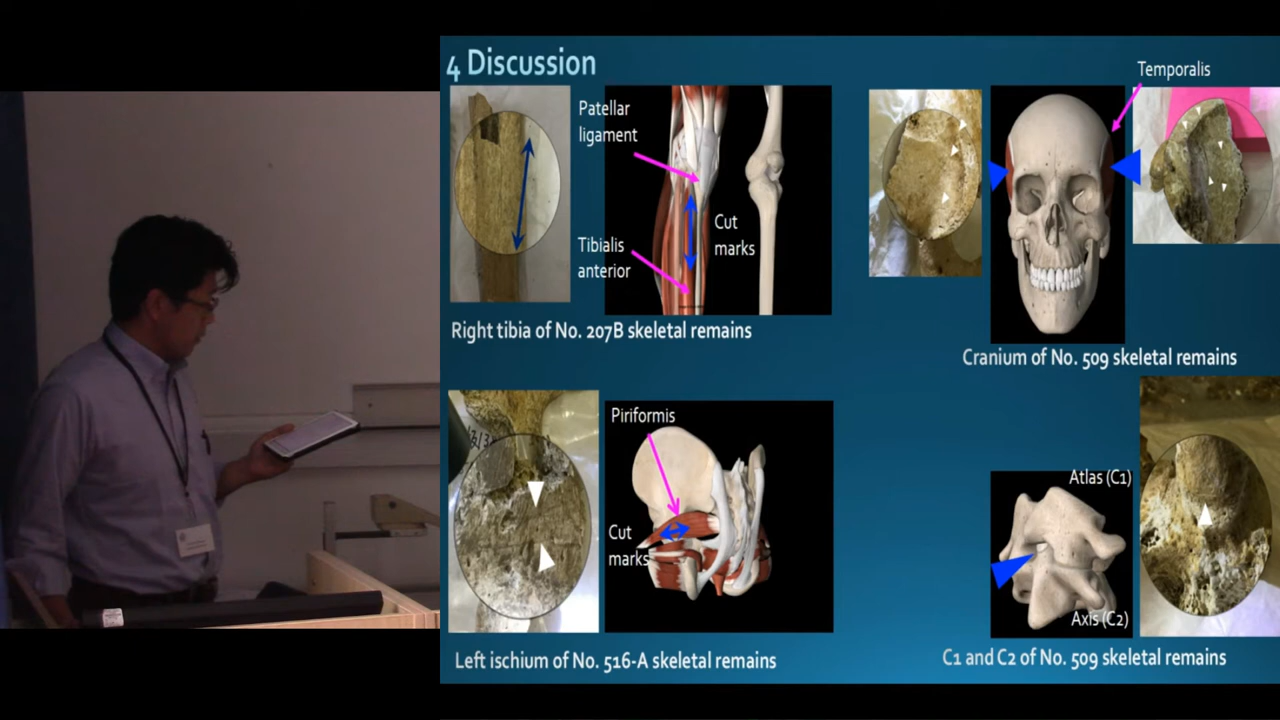 4 Discussion
Patellar
ligament
Tibialis
anterior
Cut
marks
Right tibia of No. 207B skeletal remains
Temporalis
Cranium of No. 509 skeletal remains
Piriformis
Cut
marks
Left ischium of No. 516-A skeletal remains
Atlas (C1)
Axis (C2)
C1 and C2 of No. 509 skeletal remains